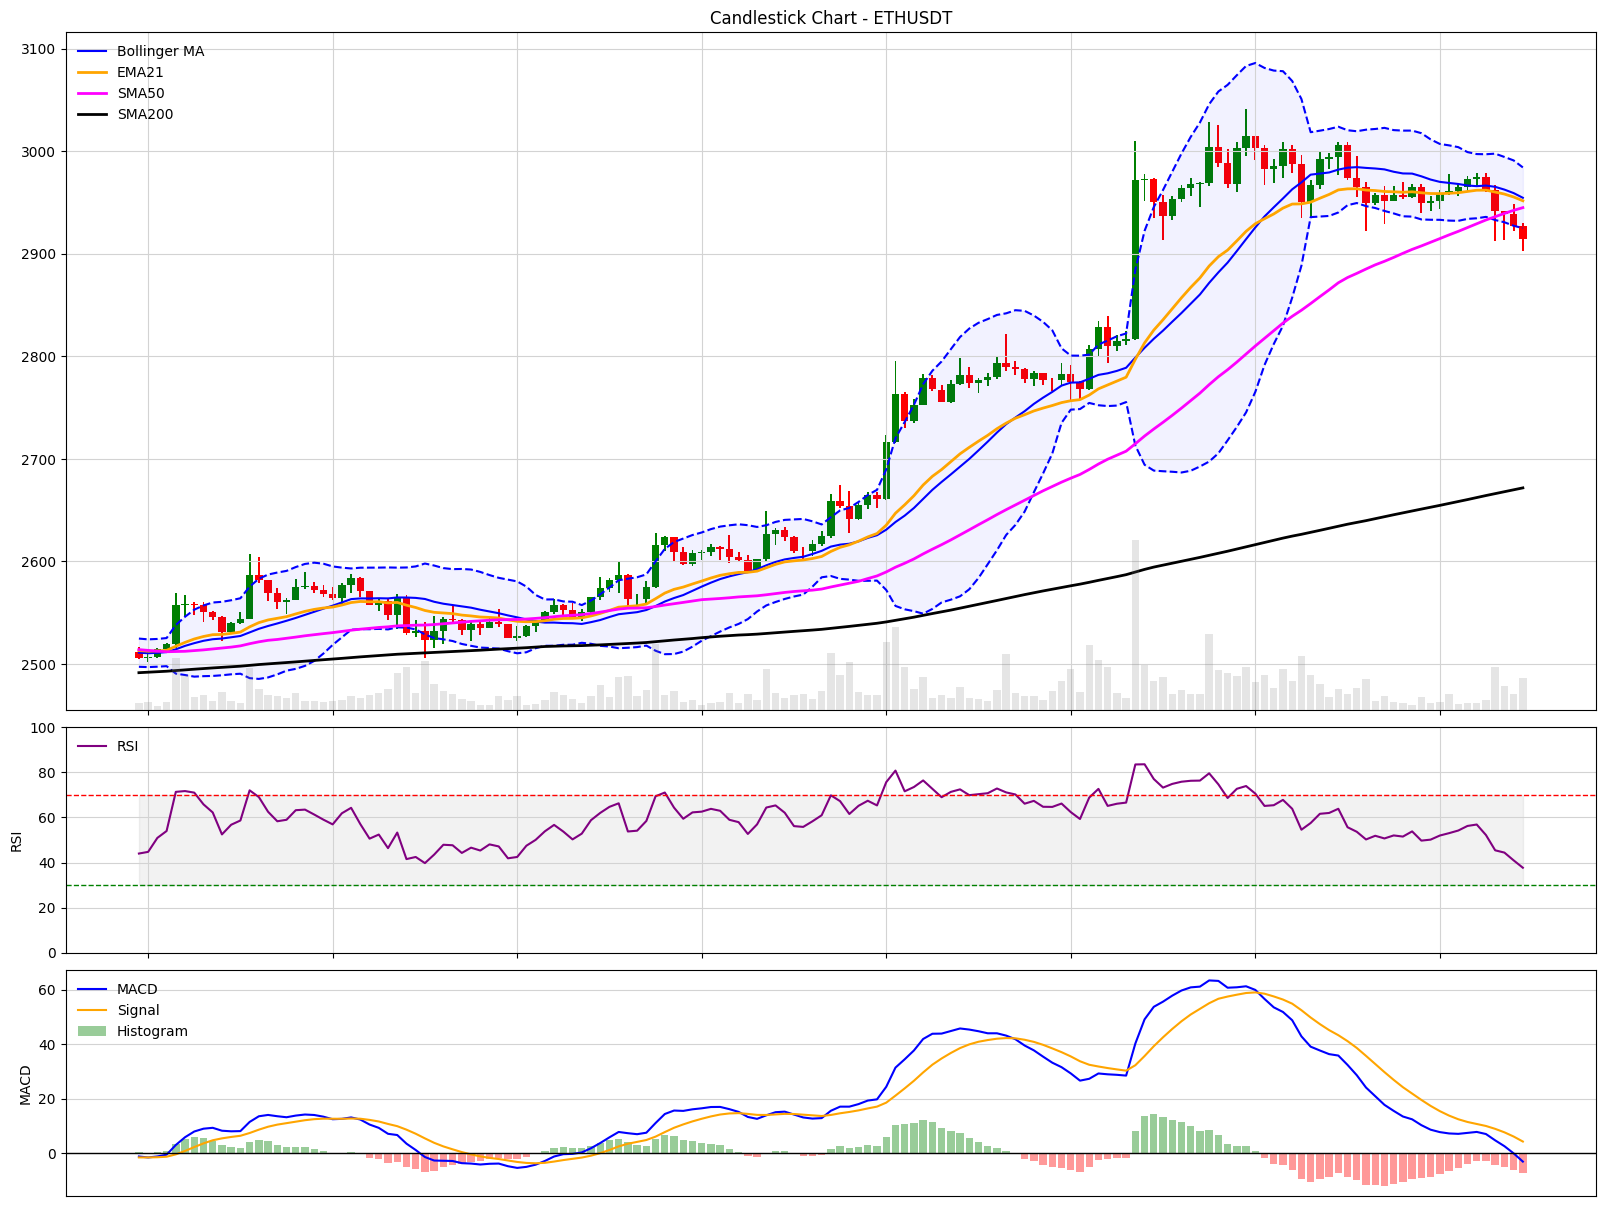 Candlestick Chart - ETHUSDT
Bollinger MA
EMA21
SMA50
SMA200
3100
3000
2900
2800
2700
2600
2500
RSI
RSI
100
80
60
40
20
0
MACD
Signal
Histogram
MACD
60
40
20
0